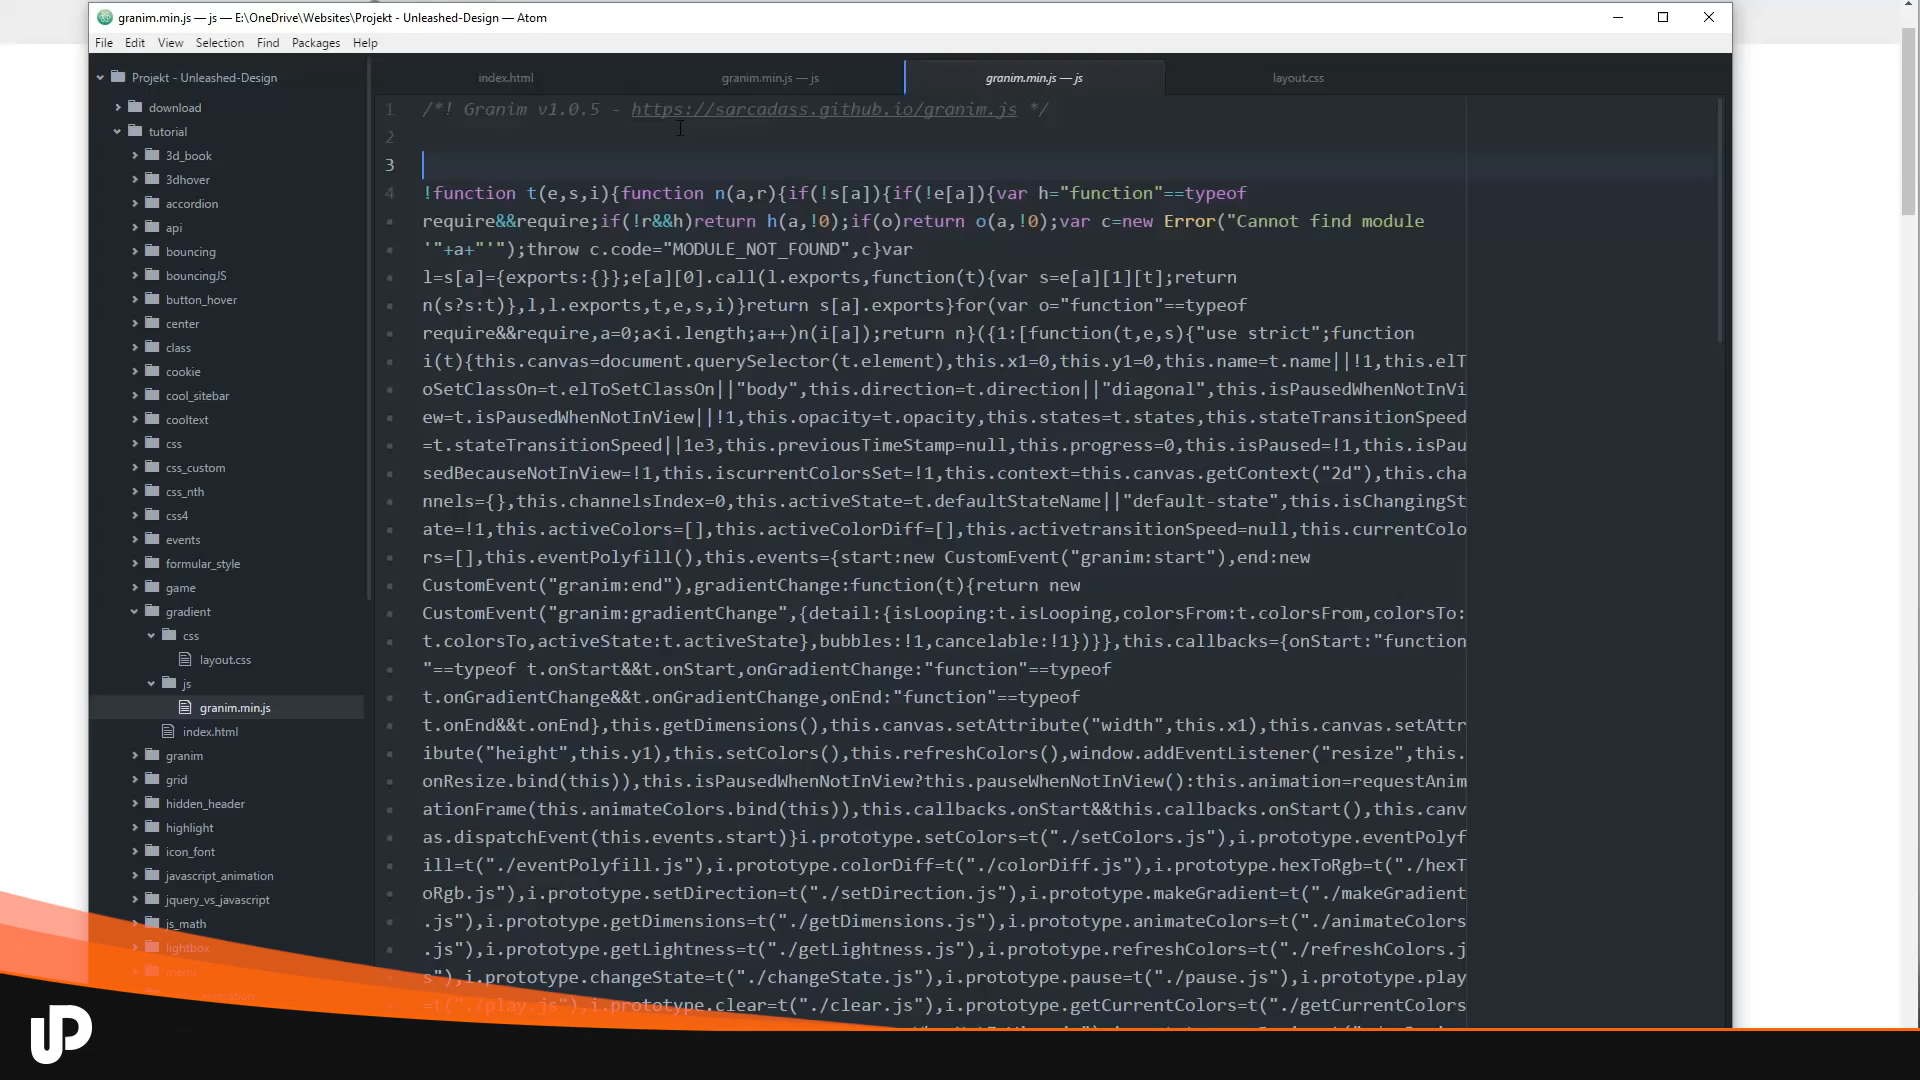 granim.min.js — js — E:\OneDrive\Websites\Projekt - Unleashed-Design — Atom
File Edit View Selection Find Packages Help
Projekt - Unleashed-Design
download
tutorial
3d_book
3dhover
accordion
api
bouncing
bouncingJS
button_hover
center
class
cookie
cool_sitebar
cooltext
css
css_custom
css_nth
css4
events
formular_style
game
gradient
css
layout.css
js
granim.min.js
index.html
granim
grid
hidden_header
highlight
icon_font
javascript_animation
jquery_vs_javascript
js_math
lightbox
menu
index.html granim.min.js — js granim.min.js — js layout.css
1 /*! Granim v1.0.5 - https://sarcadass.github.io/granim.js */
2
3
4 !function t(e,s,i){function n(a,r){if(!s[a]){if(!e[a]){var h="function"==typeof
require&&require;if(!r&&h)return h(a,!0);if(o)return o(a,!0);var c=new Error("Cannot find module
'"+a+"'");throw c.code="MODULE_NOT_FOUND",c}var
l=s[a]={exports:{}};e[a][0].call(l.exports,function(t){var s=e[a][1][t];return
n(s?s:t)},l,l.exports,t,e,s,i)}return s[a].exports}for(var o="function"==typeof
require&&require,a=0;a<i.length;a++)n(i[a]);return n}({1:[function(t,e,s){"use strict";function
i(t){this.canvas=document.querySelector(t.element),this.x1=0,this.y1=0,this.name=t.name||!1,this.elT
oSetClassOn=t.elToSetClassOn||"body",this.direction=t.direction||"diagonal",this.isPausedWhenNotInVi
ew=t.isPausedWhenNotInView||!1,this.opacity=t.opacity,this.states=t.states,this.stateTransitionSpeed
=t.stateTransitionSpeed||1e3,this.previousTimeStamp=null,this.progress=0,this.isPaused=!1,this.isPau
sedBecauseNotInView=!1,this.iscurrentColorsSet=!1,this.context=this.canvas.getContext("2d"),this.cha
nnels={},this.channelsIndex=0,this.activeState=t.defaultStateName||"default-state",this.isChangingSt
ate=!1,this.activeColors=[],this.activeColorDiff=[],this.activetransitionSpeed=null,this.currentColo
rs=[],this.eventPolyfill(),this.events={start:new CustomEvent("granim:start"),end:new
CustomEvent("granim:end"),gradientChange:function(t){return new
CustomEvent("granim:gradientChange",{detail:{isLooping:t.isLooping,colorsFrom:t.colorsFrom,colorsTo:
t.colorsTo,activeState:t.activeState},bubbles:!1,cancelable:!1})}},this.callbacks={onStart:"function
"==typeof t.onStart&&t.onStart,onGradientChange:"function"==typeof
t.onGradientChange&&t.onGradientChange,onEnd:"function"==typeof
t.onEnd&&t.onEnd},this.getDimensions(),this.canvas.setAttribute("width",this.x1),this.canvas.setAttr
ibute("height",this.y1),this.setColors(),this.refreshColors(),window.addEventListener("resize",this.
onResize.bind(this)),this.isPausedWhenNotInView?this.pauseWhenNotInView():this.animation=requestAnim
ationFrame(this.animateColors.bind(this)),this.callbacks.onStart&&this.callbacks.onStart(),this.canv
as.dispatchEvent(this.events.start)}i.prototype.setColors=t("./setColors.js"),i.prototype.eventPolyf
ill=t("./eventPolyfill.js"),i.prototype.colorDiff=t("./colorDiff.js"),i.prototype.hexToRgb=t("./hexT
oRgb.js"),i.prototype.setDirection=t("./setDirection.js"),i.prototype.makeGradient=t("./makeGradient
.js"),i.prototype.getDimensions=t("./getDimensions.js"),i.prototype.animateColors=t("./animateColors
.js"),i.prototype.getLightness=t("./getLightness.js"),i.prototype.refreshColors=t("./refreshColors.j
s"),i.prototype.changeState=t("./changeState.js"),i.prototype.pause=t("./pause.js"),i.prototype.play
=t("./play.js"),i.prototype.clear=t("./clear.js"),i.prototype.getCurrentColors=t("./getCurrentColors
UP